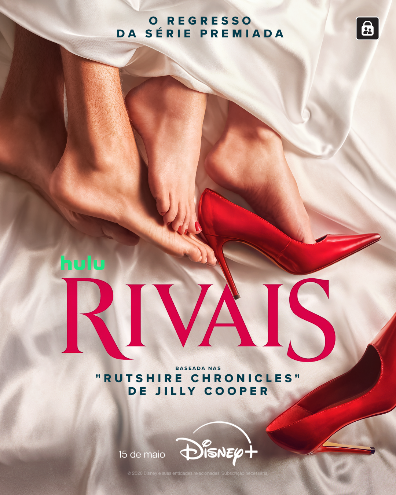 O REGRESSO
DA SÉRIE PREMIADA
hulu
RIVAIS
BASEADA NAS
"RUTSHIRE CHRONICLES"
DE JILLY COOPER
15 de maio
Disney+